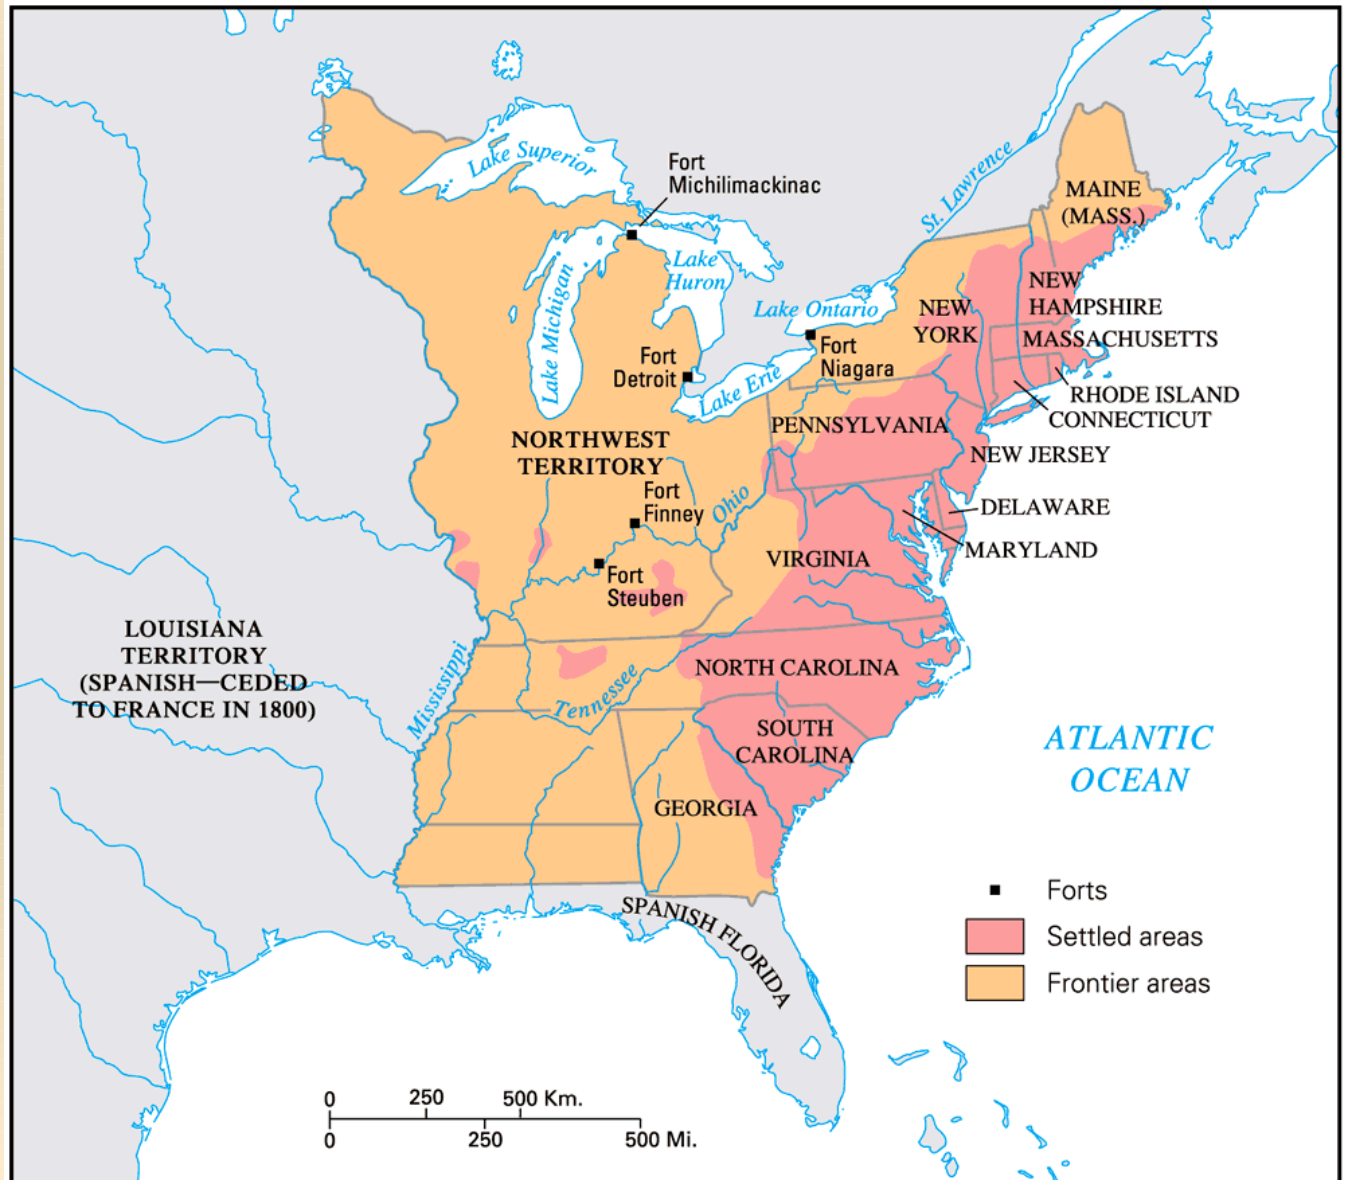 Lake Superior
Fort
Michilimackinac
St. Lawrence
MAINE
(MASS.)
Lake Michigan
Lake
Huron
Lake Ontario
NEW
HAMPSHIRE
NEW
YORK
MASSACHUSETTS
Fort
Niagara
Fort
Detroit
Lake Erie
RHODE ISLAND
CONNECTICUT
PENNSYLVANIA
NEW JERSEY
NORTHWEST
TERRITORY
Fort
Finney
Ohio
DELAWARE
MARYLAND
VIRGINIA
Fort
Steuben
LOUISIANA
TERRITORY
(SPANISH—CEDED
TO FRANCE IN 1800)
Mississippi
Tennessee
NORTH CAROLINA
SOUTH
CAROLINA
ATLANTIC
OCEAN
GEORGIA
SPANISH FLORIDA
Forts
Settled areas
Frontier areas
0 250 500 Km.
0 250 500 Mi.